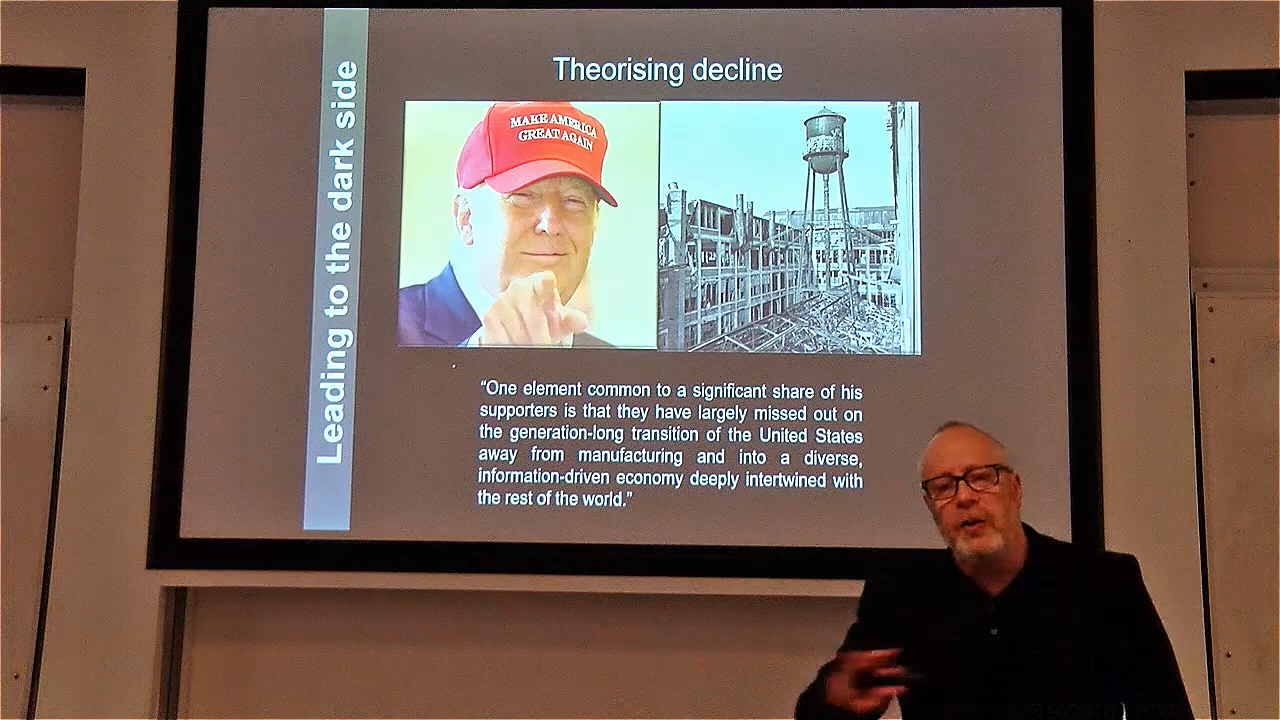 Leading to the dark side
Theorising decline
MAKE AMERICA
GREAT AGAIN
“One element common to a significant share of his
supporters is that they have largely missed out on
the generation-long transition of the United States
away from manufacturing and into a diverse,
information-driven economy deeply intertwined with
the rest of the world.”